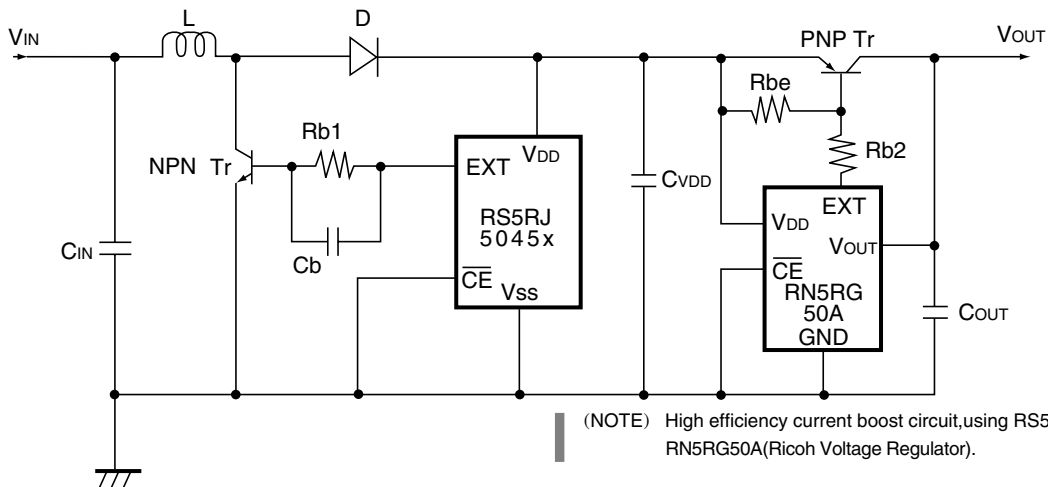 VIN
L
D
PNP Tr
VOUT
Rbe
Rb1
Rb2
NPN Tr
VDD
EXT
CVDD
RS5RJ
5045x
EXT
VDD
VOUT
CIN
Cb
CE
VSS
CE
RN5RG
50A
GND
COUT
(NOTE) High efficiency current boost circuit,using RS5
RN5RG50A(Ricoh Voltage Regulator).